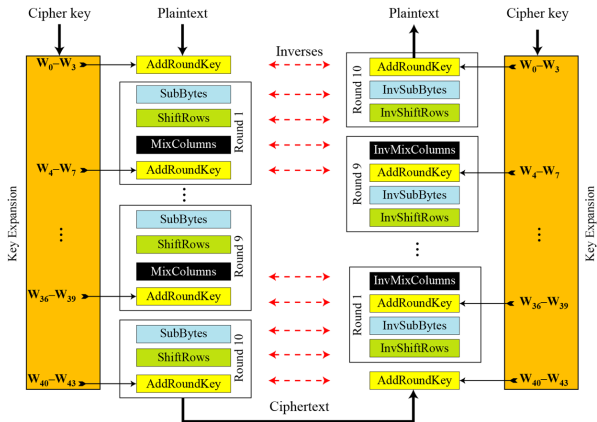 Cipher key
Plaintext
Plaintext
Cipher key
Inverses
W0–W3
AddRoundKey
AddRoundKey
W0–W3
SubBytes
ShiftRows
MixColumns
W4–W7
AddRoundKey
Round 1
InvSubBytes
InvShiftRows
Round 10
InvMixColumns
AddRoundKey
W4–W7
InvSubBytes
InvShiftRows
Round 9
Key Expansion
⋮
...
SubBytes
ShiftRows
MixColumns
W36–W39
AddRoundKey
Round 9
...
⋮
Key Expansion
InvMixColumns
AddRoundKey
W36–W39
InvSubBytes
InvShiftRows
Round 1
SubBytes
ShiftRows
W40–W43
AddRoundKey
Round 10
AddRoundKey
W40–W43
Ciphertext